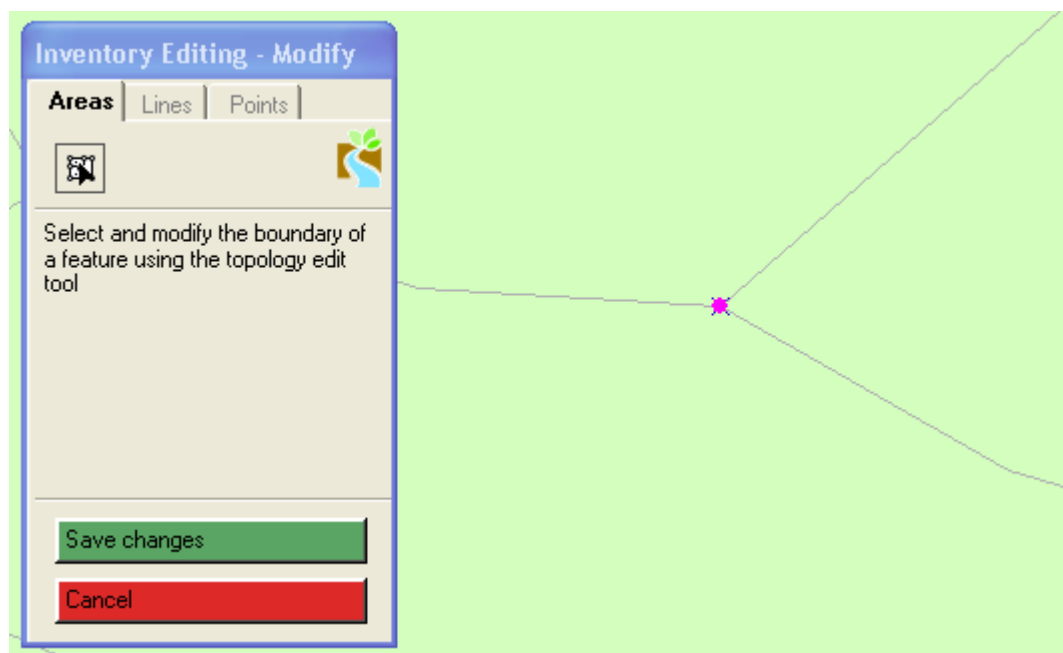 Inventory Editing - Modify
Areas Lines Points
Select and modify the boundary of
a feature using the topology edit
tool
Save changes
Cancel